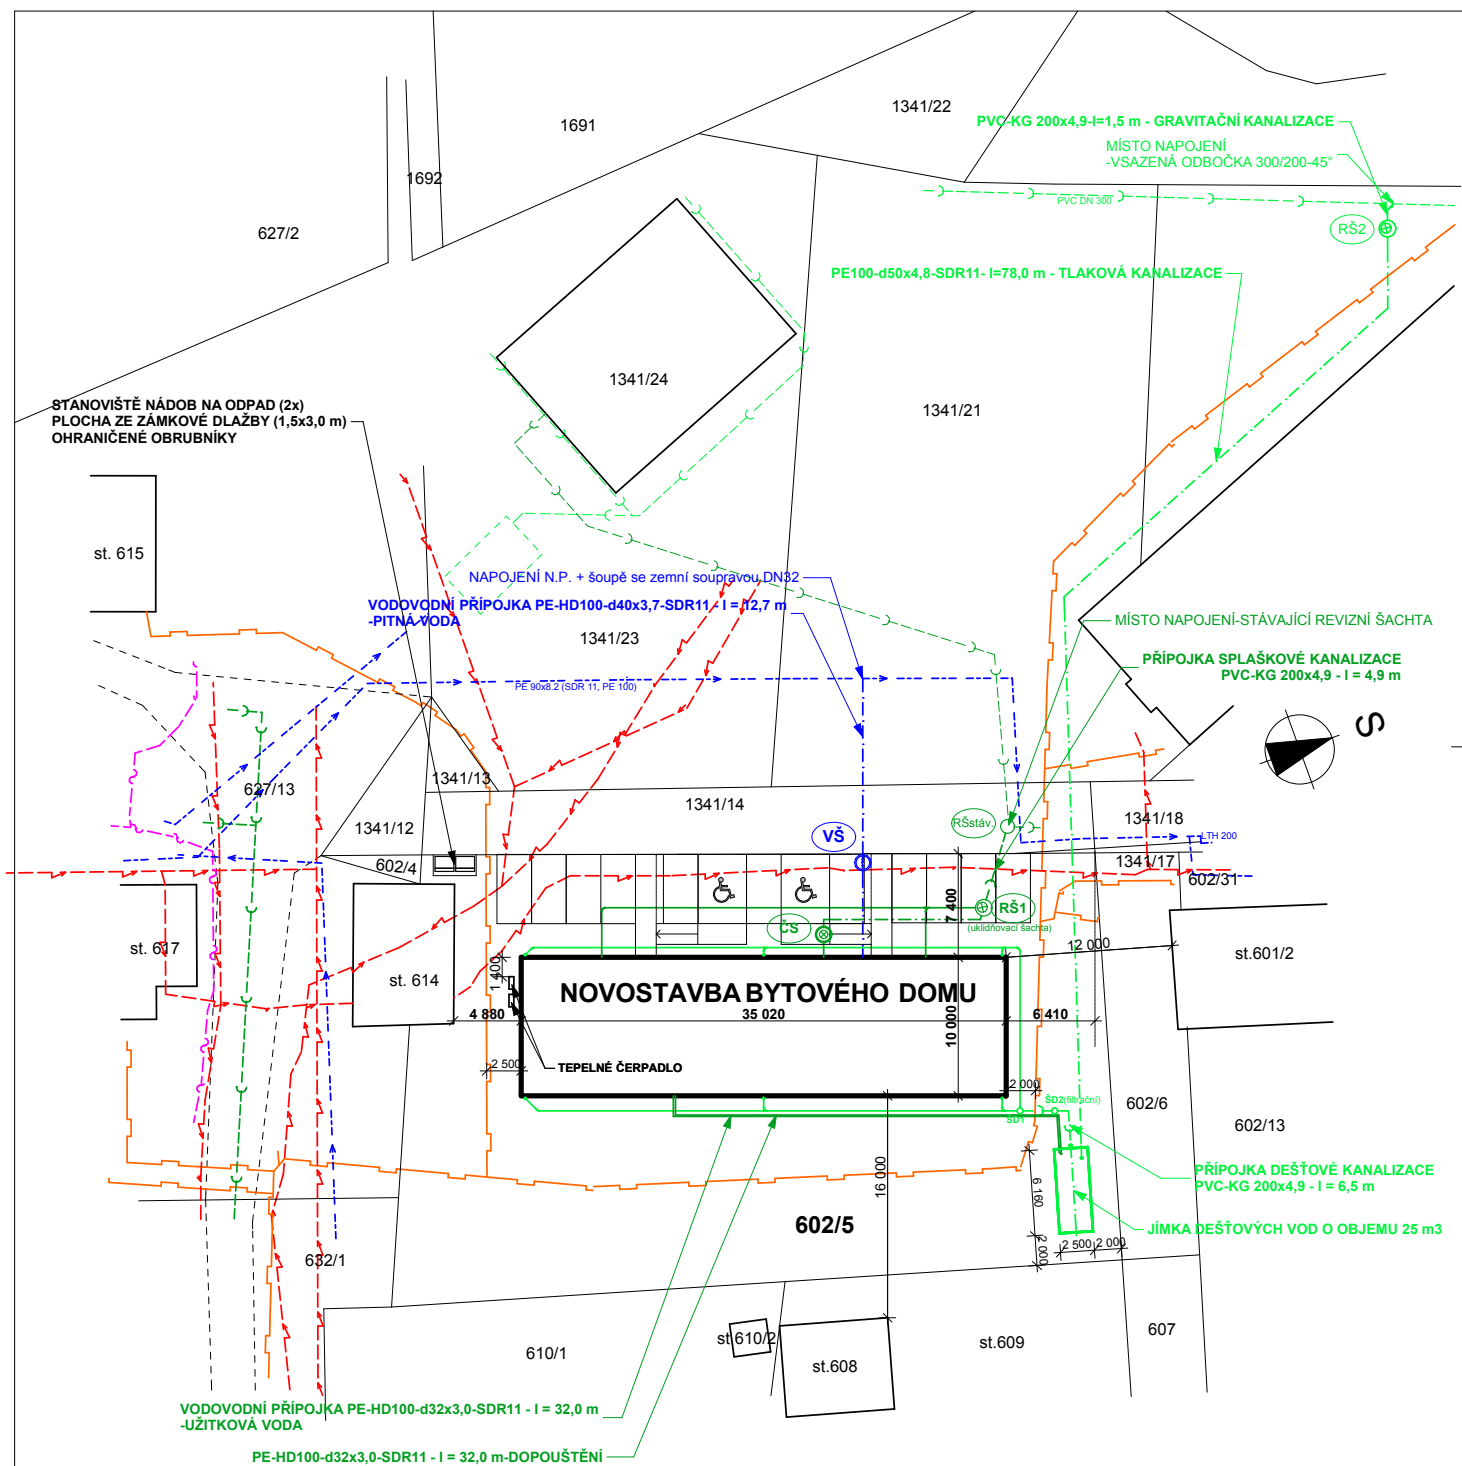 1341/22
PVC-KG 200x4,9-l=1,5 m - GRAVITAČNÍ KANALIZACE
1691
MÍSTO NAPOJENÍ
-VSAZENÁ ODBOČKA 300/200-45°
1692
PVC DN 300
RŠ2
627/2
PE100-d50x4,8-SDR11- l=78,0 m - TLAKOVÁ KANALIZACE
1341/24
STANOVIŠTĚ NÁDOB NA ODPAD (2x)
PLOCHA ZE ZÁMKOVÉ DLAŽBY (1,5x3,0 m)
OHRANIČENÉ OBRUBNÍKY
1341/21
st. 615
NAPOJENÍ N.P. + šoupě se zemní soupravou DN32
VODOVODNÍ PŘÍPOJKA PE-HD100-d40x3,7-SDR11 - l = 12,7 m
-PITNÁ VODA
1341/23
MÍSTO NAPOJENÍ-STÁVAJÍCÍ REVIZNÍ ŠACHTA
PŘÍPOJKA SPLAŠKOVÉ KANALIZACE
PVC-KG 200x4,9 - l = 4,9 m
PE 90x8.2 (SDR 11, PE 100)
S
1341/13
627/13
1341/14
1341/12
VŠ
RŠstáv.
1341/18
LTH 200
602/4
1341/17
602/31
7 400
RŠ1
(uklidňovací šachta)
ČS
12 000
st. 617
st. 614
st.601/2
1 400
NOVOSTAVBA BYTOVÉHO DOMU
4 880
35 020
10 000
6 410
2 500
TEPELNÉ ČERPADLO
2 000
ŠD2(filtrační)
ŠD1
602/6
602/13
PŘÍPOJKA DEŠŤOVÉ KANALIZACE
PVC-KG 200x4,9 - l = 6,5 m
16 000
6 160
602/5
JÍMKA DEŠŤOVÝCH VOD O OBJEMU 25 m3
2 500
2 000
2 000
632/1
st.610/2
st.609
607
610/1
st.608
VODOVODNÍ PŘÍPOJKA PE-HD100-d32x3,0-SDR11 - l = 32,0 m
-UŽITKOVÁ VODA
PE-HD100-d32x3,0-SDR11 - l = 32,0 m-DOPOUŠTĚNÍ